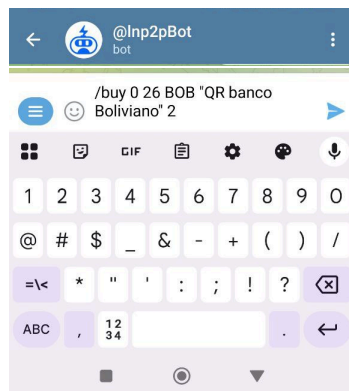 @lnp2pBot
bot
/buy 0 26 BOB "QR banco
Boliviano" 2
GIF
1 2 3 4 5 6 7 8 9 0
@ # $ _ & - + ( ) /
=\< * " ' : ; ! ?
ABC , 12 .
34